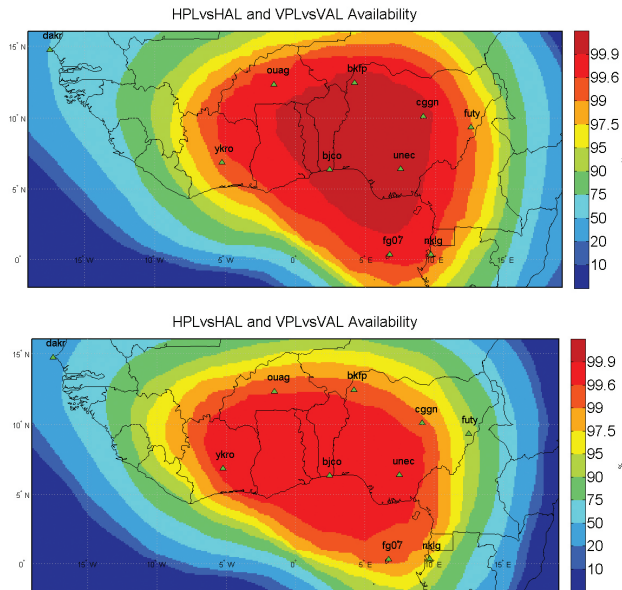 HPLvsHAL and VPLvsVAL Availability
15° N
10° N
5° N
0°
15° W
10° W
5° W
0°
5° E
10° E
15° E
dakr
ouag
bkfp
cggn
futy
ykro
bjco
unec
fg07
nklg
99.9
99.6
99
97.5
95
90
75
50
20
10
HPLvsHAL and VPLvsVAL Availability
15° N
10° N
5° N
0°
15° W
10° W
5° W
0°
5° E
10° E
15° E
dakr
ouag
bkfp
cggn
futy
ykro
bjco
unec
fg07
nklg
99.9
99.6
99
97.5
95
90
75
50
20
10
%